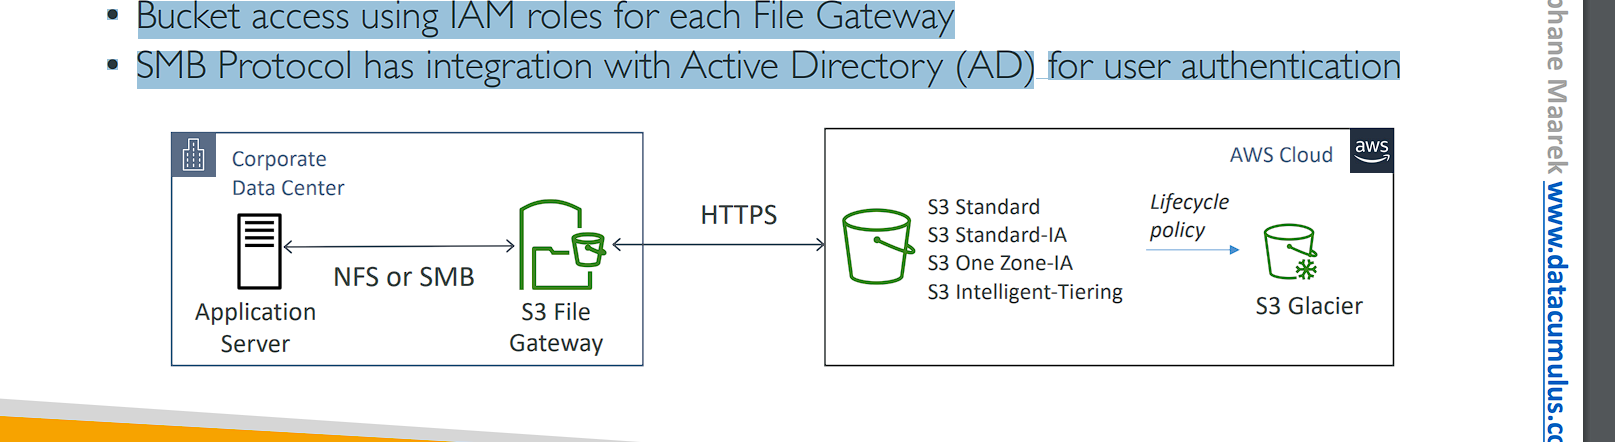 • Bucket access using IAM roles for each File Gateway
• SMB Protocol has integration with Active Directory (AD) for user authentication
Corporate
Data Center
NFS or SMB
Application
Server
S3 File
Gateway
HTTPS
AWS Cloud
aws
S3 Standard
S3 Standard-IA
S3 One Zone-IA
S3 Intelligent-Tiering
Lifecycle
policy
S3 Glacier
Maarek www.datacumulus.